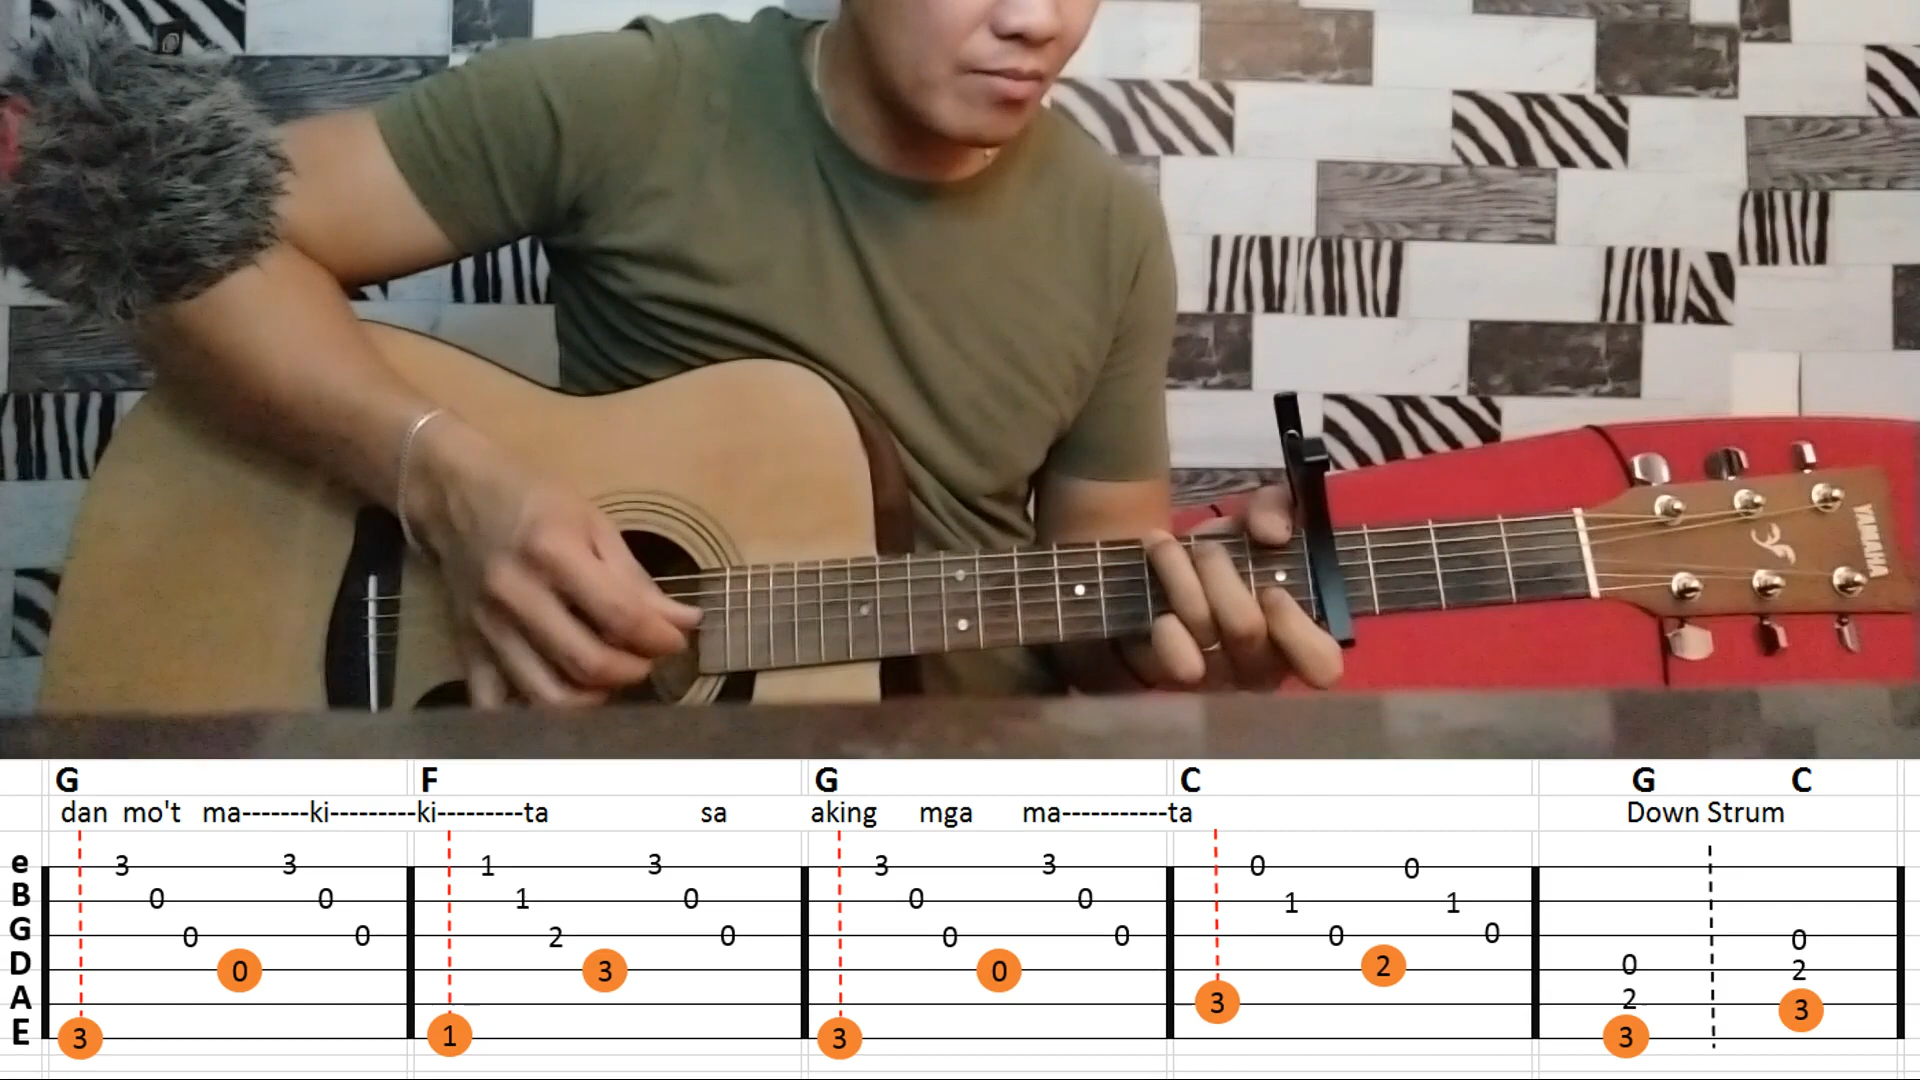 YAMAHA
G F G C G C
dan mo't ma-------ki---------ki---------ta sa aking mga ma-----------ta Down Strum
e 3 3 1 3 3 3 0 0
B 0 0 1 0 0 0 1 1
G 0 0 2 0 0 0 0 0 0
D 0 3 0 2 0 2
A 3 2 3
E 3 1 3 3